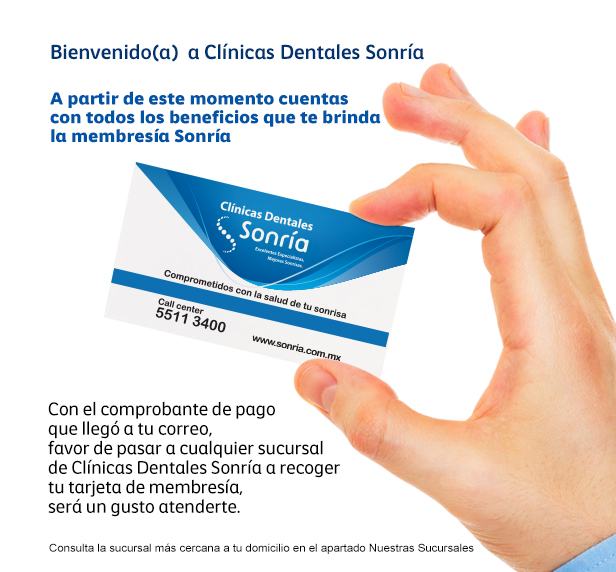 Bienvenido(a) a Clínicas Dentales Sonría
A partir de este momento cuentas
con todos los beneficios que te brinda
la membresía Sonría
Clínicas Dentales
Sonría
Excelentes Especialistas,
Mejores Sonrisas.
Comprometidos con la salud de tu sonrisa
Call center
5511 3400
www.sonria.com.mx
Con el comprobante de pago
que llegó a tu correo,
favor de pasar a cualquier sucursal
de Clínicas Dentales Sonría a recoger
tu tarjeta de membresía,
será un gusto atenderte.
Consulta la sucursal más cercana a tu domicilio en el apartado Nuestras Sucursales